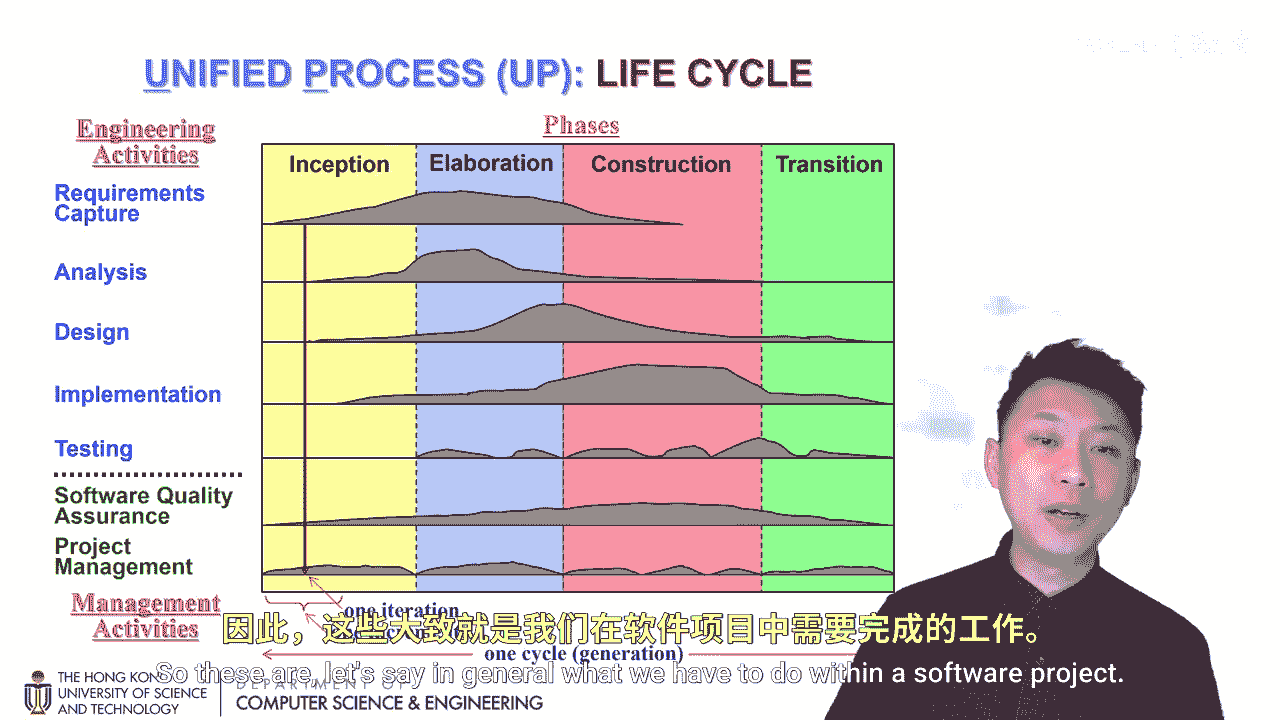 UNIFIED PROCESS (UP): LIFE CYCLE
Engineering
Activities
Phases
Inception
Elaboration
Construction
Transition
Requirements
Capture
Analysis
Design
Implementation
Testing
Software Quality
Assurance
Project
Management
Management
Activities
one iteration
因此，这些大致就是我们在软件项目中需要完成的工作。
one cycle (generation)
So these are, let's say in general what we have to do within a software project.
THE HONG KONG
UNIVERSITY OF SCIENCE
AND TECHNOLOGY
DEPARTMENT OF
COMPUTER SCIENCE & ENGINEERING